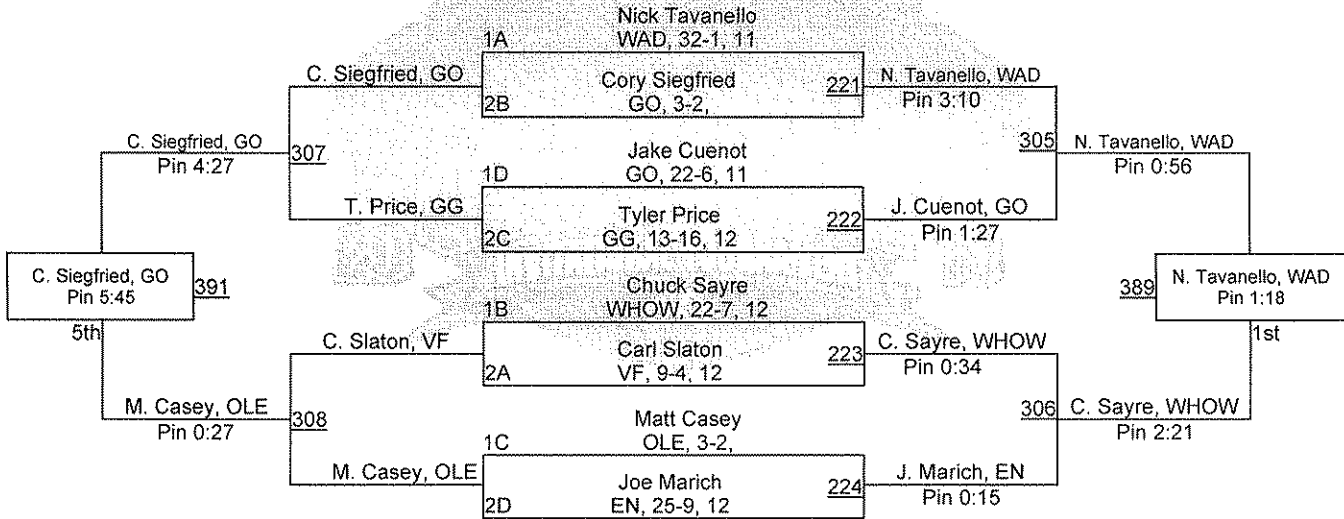 Nick Tavanello
1A WAD, 32-1, 11
C. Siegfried, GO
Cory Siegfried
221
N. Tavanello, WAD
2B GO, 3-2,
Pin 3:10
C. Siegfried, GO
307
Pin 4:27
Jake Cuenot
305
N. Tavanello, WAD
Pin 0:56
1D GO, 22-6, 11
T. Price, GG
Tyler Price
222
J. Cuenot, GO
2C GG, 13-16, 12
Pin 1:27
C. Siegfried, GO
Pin 5:45
391
5th
Chuck Sayre
389
N. Tavanello, WAD
Pin 1:18
1st
1B WHOW, 22-7, 12
C. Slaton, VF
Carl Slaton
223
C. Sayre, WHOW
2A VF, 9-4, 12
Pin 0:34
M. Casey, OLE
308
Pin 0:27
Matt Casey
306
C. Sayre, WHOW
Pin 2:21
1C OLE, 3-2,
M. Casey, OLE
Joe Marich
224
J. Marich, EN
2D EN, 25-9, 12
Pin 0:15